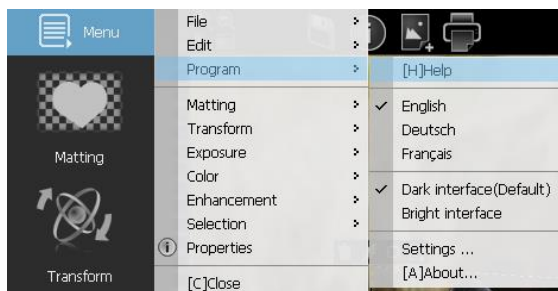 Menu
Matting
Transform
File
Edit
Program
Matting
Transform
Exposure
Color
Enhancement
Selection
Properties
[C]Close
[H]Help
English
Deutsch
Français
Dark interface(Default)
Bright interface
Settings ...
[A]About...